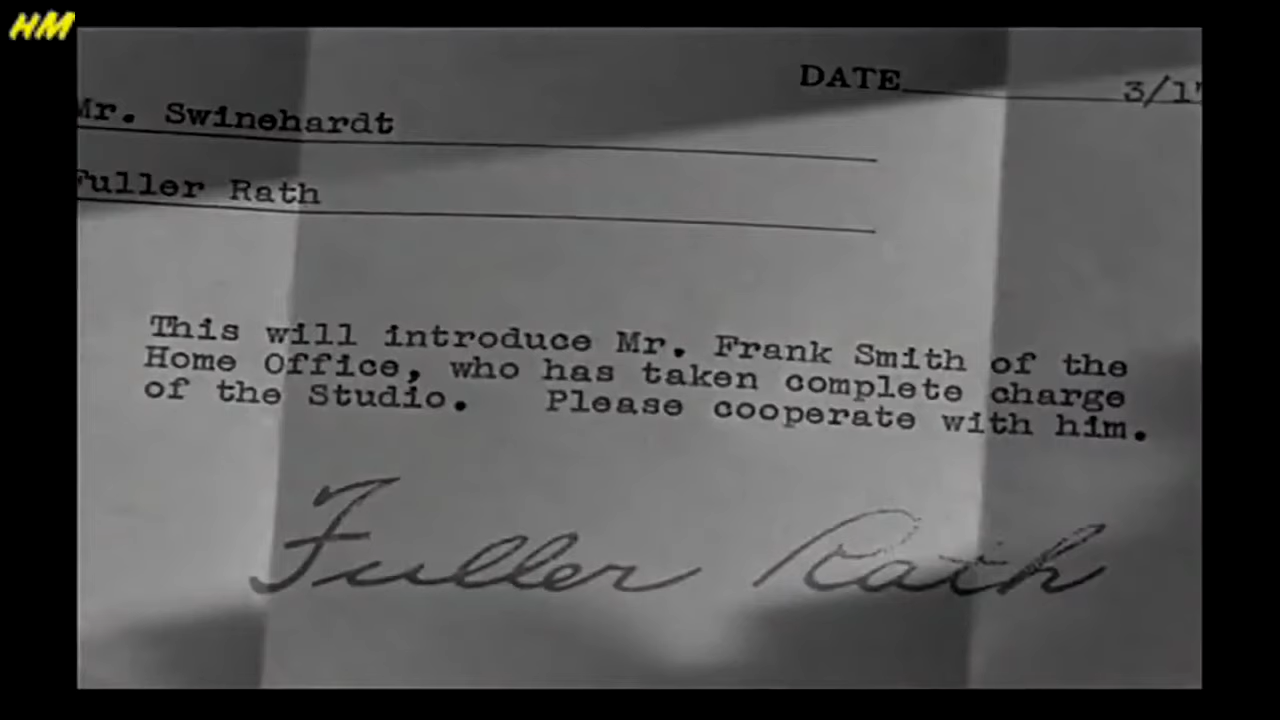 HM
DATE 3/1
Mr. Swinehardt
Fuller Rath
This will introduce Mr. Frank Smith of the
Home Office, who has taken complete charge
of the Studio. Please cooperate with him.
Fuller Rath